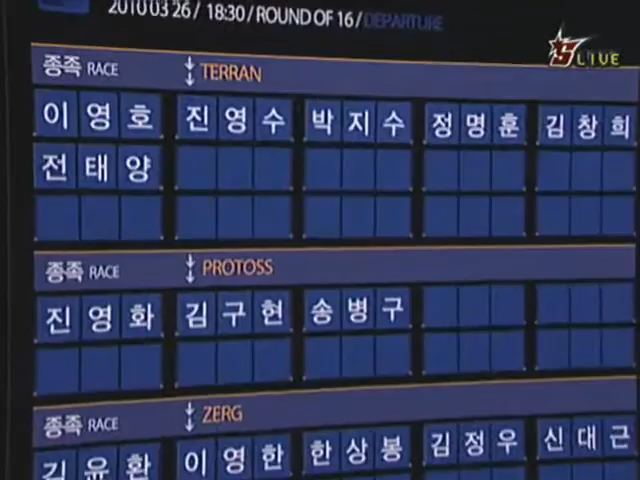 2010 03 26 / 18:30 / ROUND OF 16 / DEPARTURE
S LIVE
종족 RACE TERRAN
이영호 진영수 박지수 정명훈 김창희
전태양
종족 RACE PROTOSS
진영화 김구현 송병구
종족 RACE ZERG
김윤환 이영한 한상봉 김정우 신대근